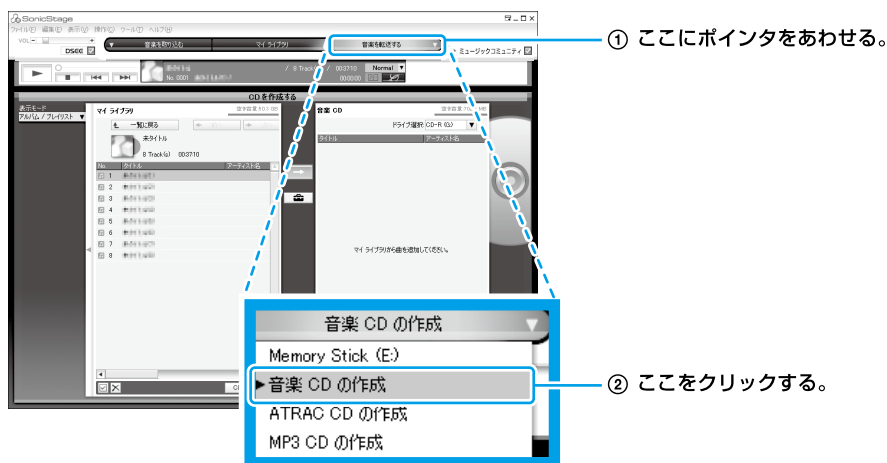 SonicStage
ファイル(F) 編集(E) 表示(V) 操作(O) ツール(T) ヘルプ(H)
VOL
DSGX
音楽を取り込む
マイ ライブラリ
音楽を転送する
ミュージックコミュニティ
No. 0001
/ 8 Track(s) / 003710
000000
Normal
CDを作成する
表示モード
アルバム / プレイリスト
マイ ライブラリ
一覧に戻る
未タイトル
8 Track(s) 003710
No. タイトル アーティスト名
1
2
3
4
5
6
7
8
音楽 CD
ドライブ選択 CD-R (G:)
タイトル アーティスト名
マイ ライブラリから曲を追加してください。
① ここにポインタをあわせる。
音楽 CD の作成
Memory Stick (E:)
音楽 CD の作成
ATRAC CD の作成
MP3 CD の作成
② ここをクリックする。